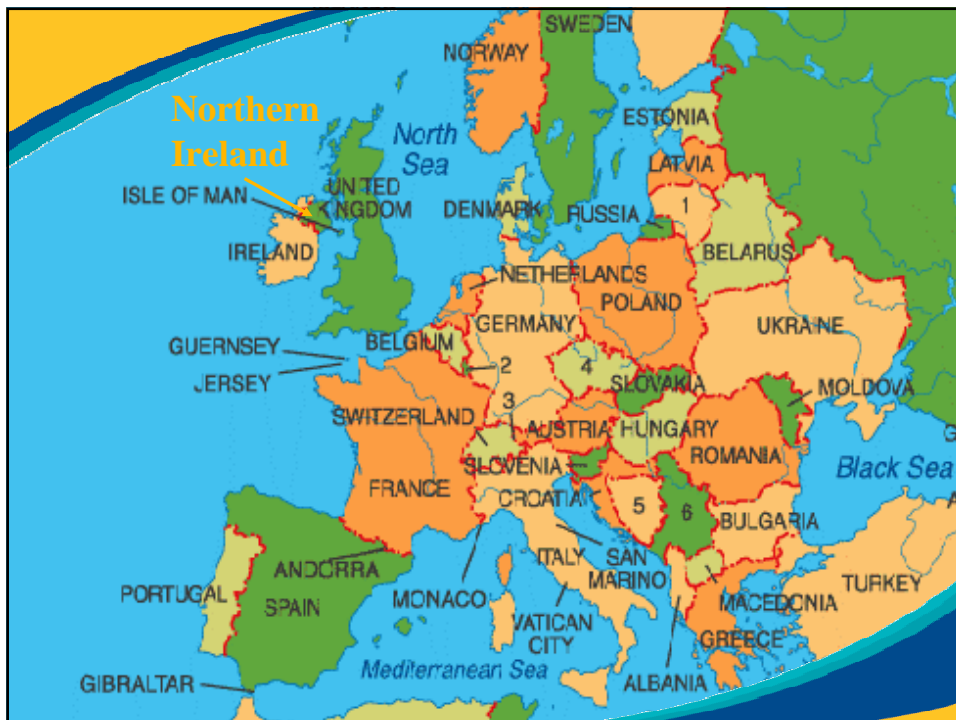 SWEDEN
NORWAY
Northern
Ireland
North
Sea
ESTONIA
LATVIA
ISLE OF MAN
UNITED
KINGDOM
DENMARK
RUSSIA
1
IRELAND
BELARUS
NETHERLANDS
POLAND
GERMANY
UKRAINE
BELGIUM
GUERNSEY
JERSEY
2
4
SLOVAKIA
MOLDOVA
3
SWITZERLAND
AUSTRIA
HUNGARY
ROMANIA
G
SLOVENIA
Black Sea
FRANCE
CROATIA
5
6
BULGARIA
A
ITALY
SAN
MARINO
ANDORRA
TURKEY
PORTUGAL
SPAIN
MONACO
VATICAN
CITY
MACEDONIA
GREECE
Mediterranean Sea
GIBRALTAR
ALBANIA